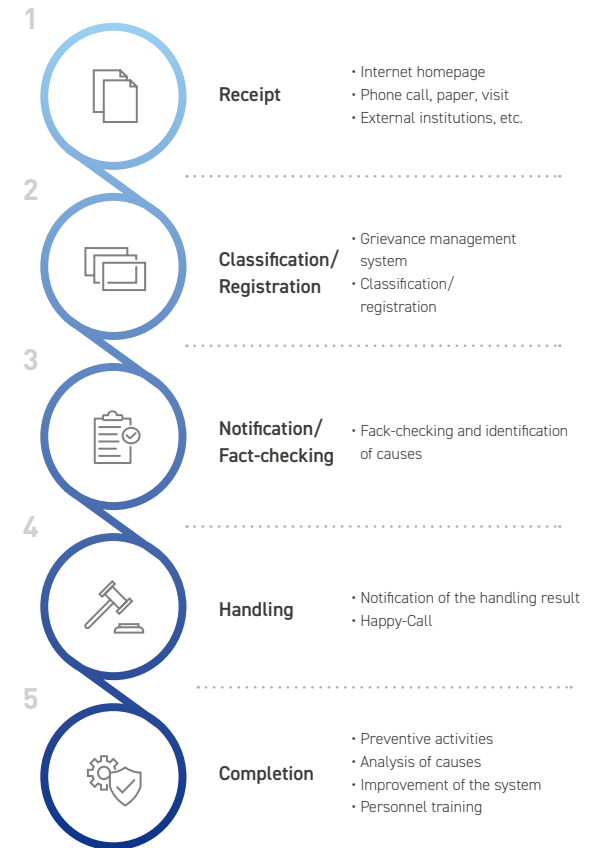 1
Receipt
• Internet homepage
• Phone call, paper, visit
• External institutions, etc.
2
Classification/
Registration
• Grievance management
system
• Classification/
registration
3
Notification/
Fact-checking
• Fack-checking and identification
of causes
4
Handling
• Notification of the handling result
• Happy-Call
5
Completion
• Preventive activities
• Analysis of causes
• Improvement of the system
• Personnel training